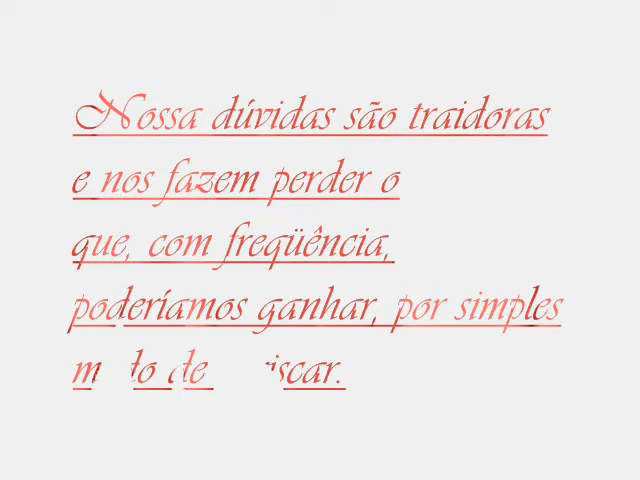 Nossa dúvidas são traidoras
e nos fazem perder o
que, com freqüência,
poderíamos ganhar, por simples
de